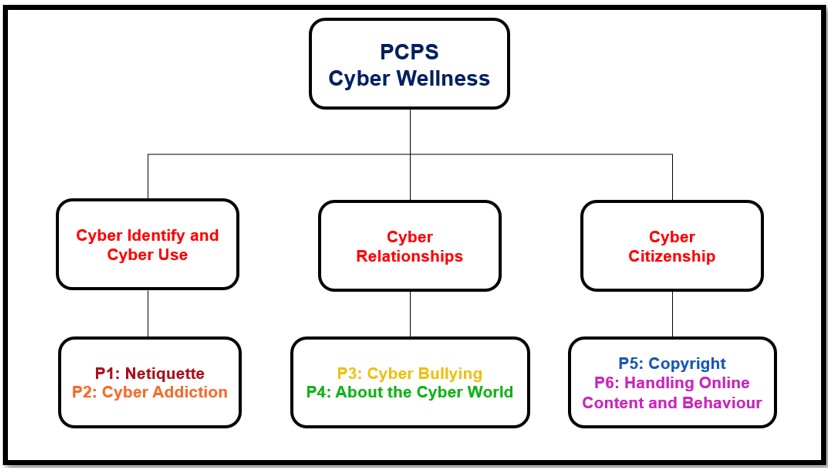 PCPS
Cyber Wellness
Cyber Identify and
Cyber Use
Cyber
Relationships
Cyber
Citizenship
P1: Netiquette
P2: Cyber Addiction
P3: Cyber Bullying
P4: About the Cyber World
P5: Copyright
P6: Handling Online
Content and Behaviour